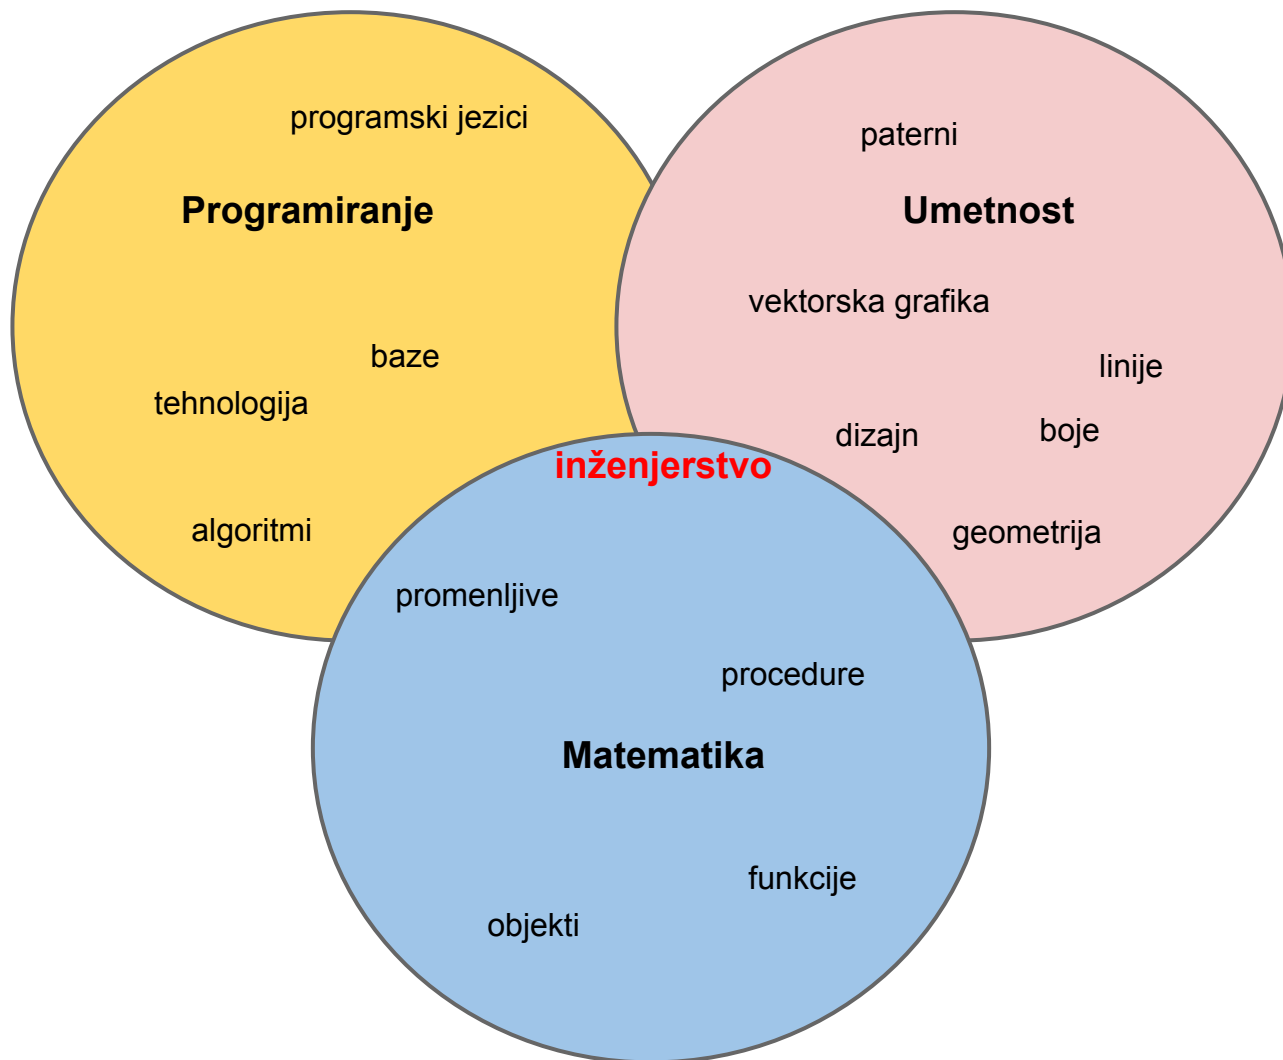 programski jezici
Programiranje
baze
tehnologija
algoritmi
paterni
Umetnost
vektorska grafika
linije
dizajn
boje
geometrija
inženjerstvo
promenljive
procedure
Matematika
funkcije
objekti